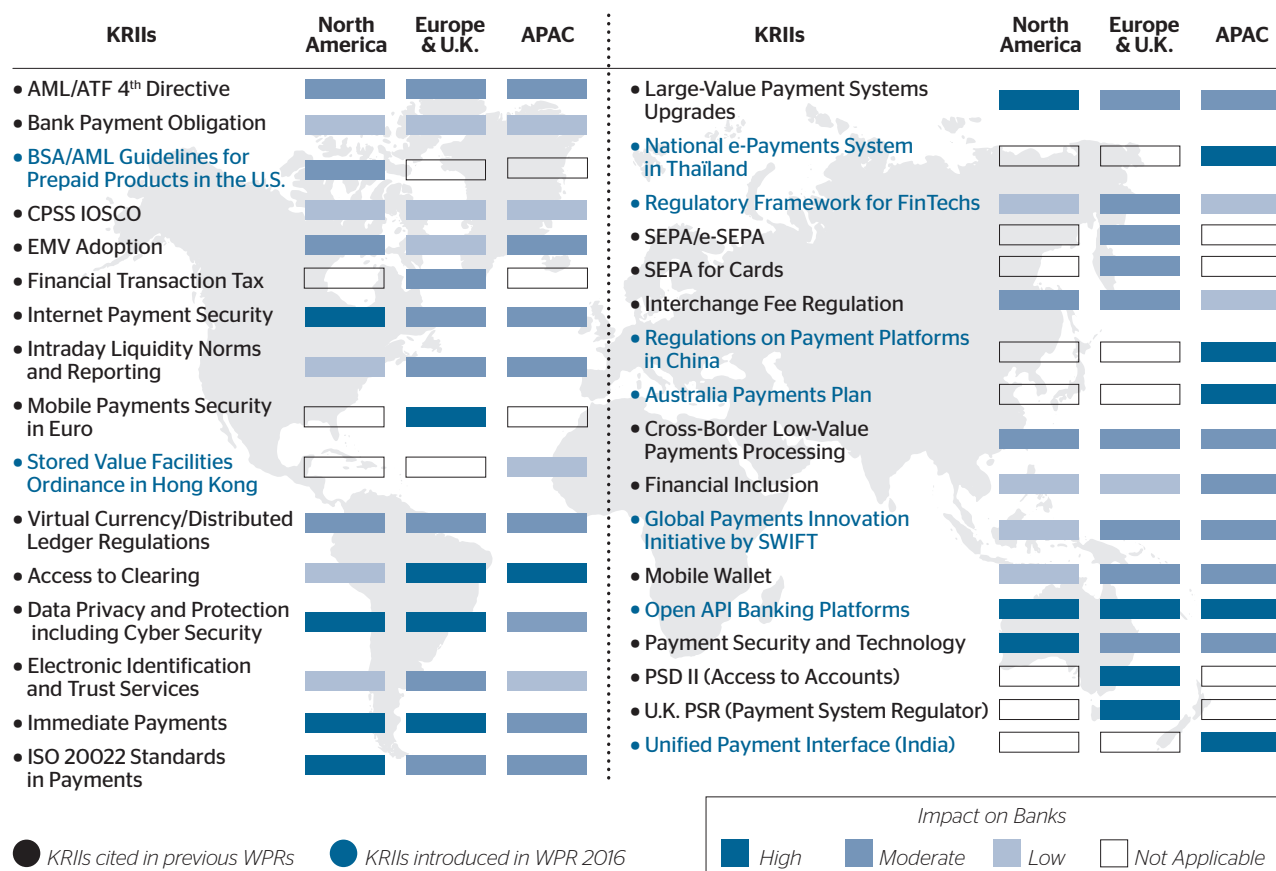 KRIIs
North
America
Europe
& U.K.
APAC
• AML/ATF 4th Directive
• Bank Payment Obligation
• BSA/AML Guidelines for
Prepaid Products in the U.S.
• CPSS IOSCO
• EMV Adoption
• Financial Transaction Tax
• Internet Payment Security
• Intraday Liquidity Norms
and Reporting
• Mobile Payments Security
in Euro
• Stored Value Facilities
Ordinance in Hong Kong
• Virtual Currency/Distributed
Ledger Regulations
• Access to Clearing
• Data Privacy and Protection
including Cyber Security
• Electronic Identification
and Trust Services
• Immediate Payments
• ISO 20022 Standards
in Payments
KRIIs
North
America
Europe
& U.K.
APAC
• Large-Value Payment Systems
Upgrades
• National e-Payments System
in Thaïland
• Regulatory Framework for FinTechs
• SEPA/e-SEPA
• SEPA for Cards
• Interchange Fee Regulation
• Regulations on Payment Platforms
in China
• Australia Payments Plan
• Cross-Border Low-Value
Payments Processing
• Financial Inclusion
• Global Payments Innovation
Initiative by SWIFT
• Mobile Wallet
• Open API Banking Platforms
• Payment Security and Technology
• PSD II (Access to Accounts)
• U.K. PSR (Payment System Regulator)
• Unified Payment Interface (India)
KRIIs cited in previous WPRs
KRIIs introduced in WPR 2016
Impact on Banks
High
Moderate
Low
Not Applicable